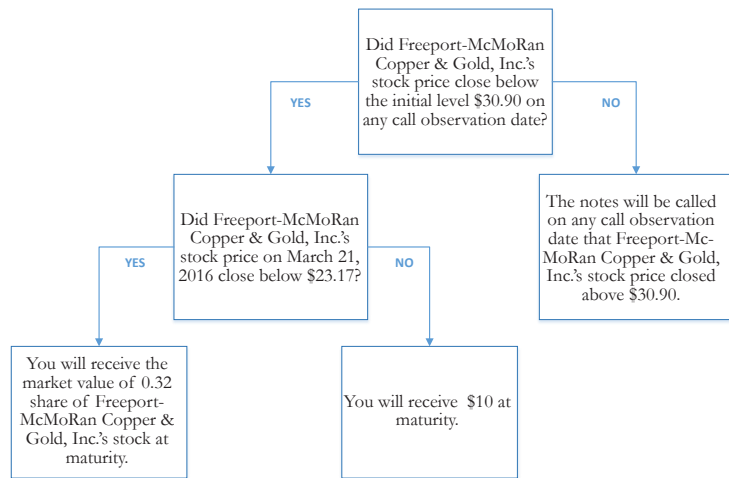 Did Freeport-McMoRan
Copper & Gold, Inc.'s
stock price close below
the initial level $30.90 on
any call observation date?
YES
NO
Did Freeport-McMoRan
Copper & Gold, Inc.'s
stock price on March 21,
2016 close below $23.17?
The notes will be called
on any call observation
date that Freeport-Mc-
MoRan Copper & Gold,
Inc.'s stock price closed
above $30.90.
YES
NO
You will receive the
market value of 0.32
share of Freeport-
McMoRan Copper &
Gold, Inc.'s stock at
maturity.
You will receive $10 at
maturity.